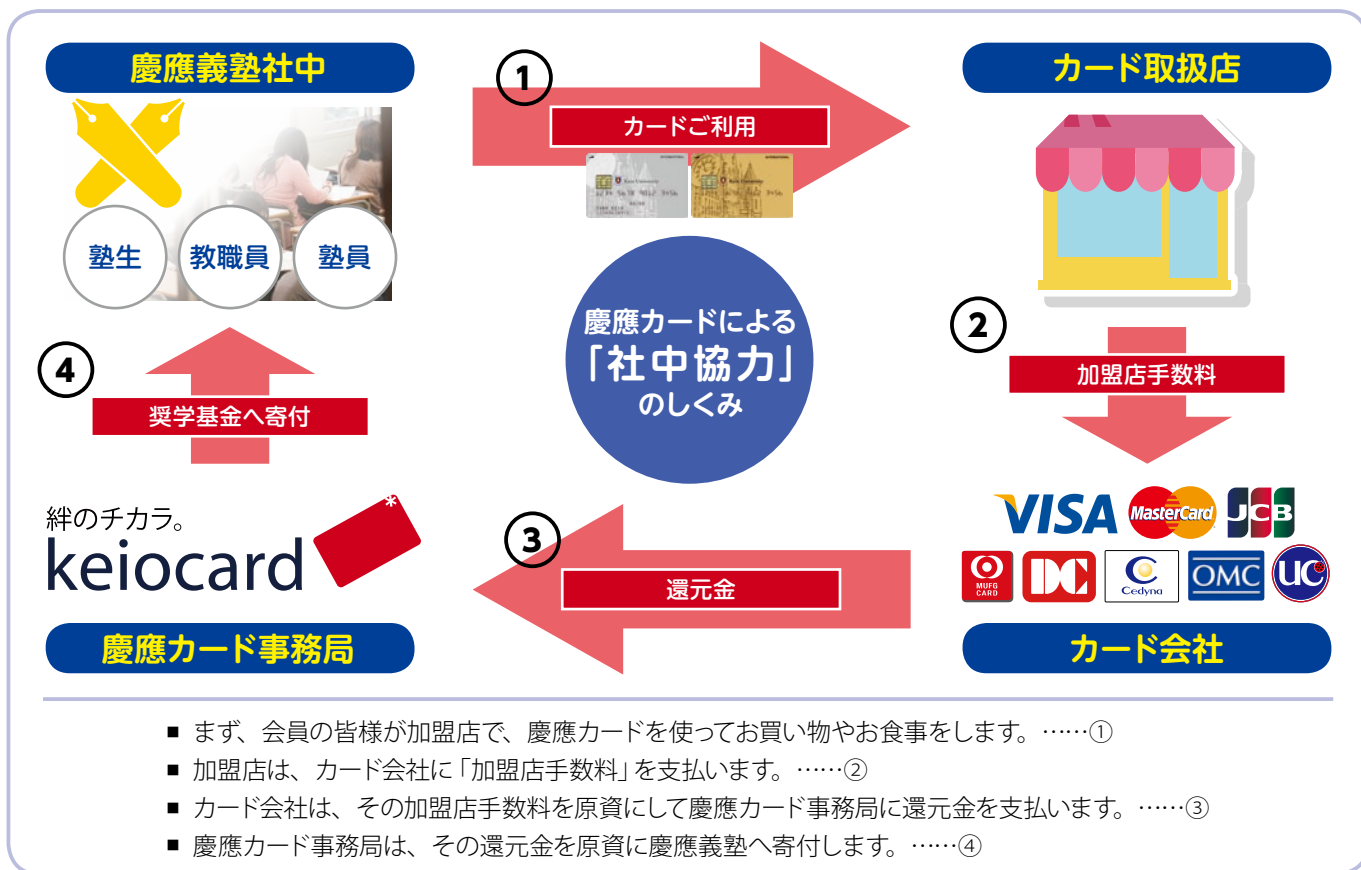 慶應義塾社中
塾生
教職員
塾員
①
カードご利用
カード取扱店
慶應カードによる
「社中協力」
のしくみ
②
加盟店手数料
VISA MasterCard JCB
MUFG
CARD
DC
Cedyna
OMC
UC
カード会社
③
還元金
④
奨学基金へ寄付
絆のチカラ。
keiocard
慶應カード事務局
■ まず、会員の皆様が加盟店で、慶應カードを使ってお買い物やお食事をします。……①
■ 加盟店は、カード会社に「加盟店手数料」を支払います。……②
■ カード会社は、その加盟店手数料を原資にして慶應カード事務局に還元金を支払います。……③
■ 慶應カード事務局は、その還元金を原資に慶應義塾へ寄付します。……④